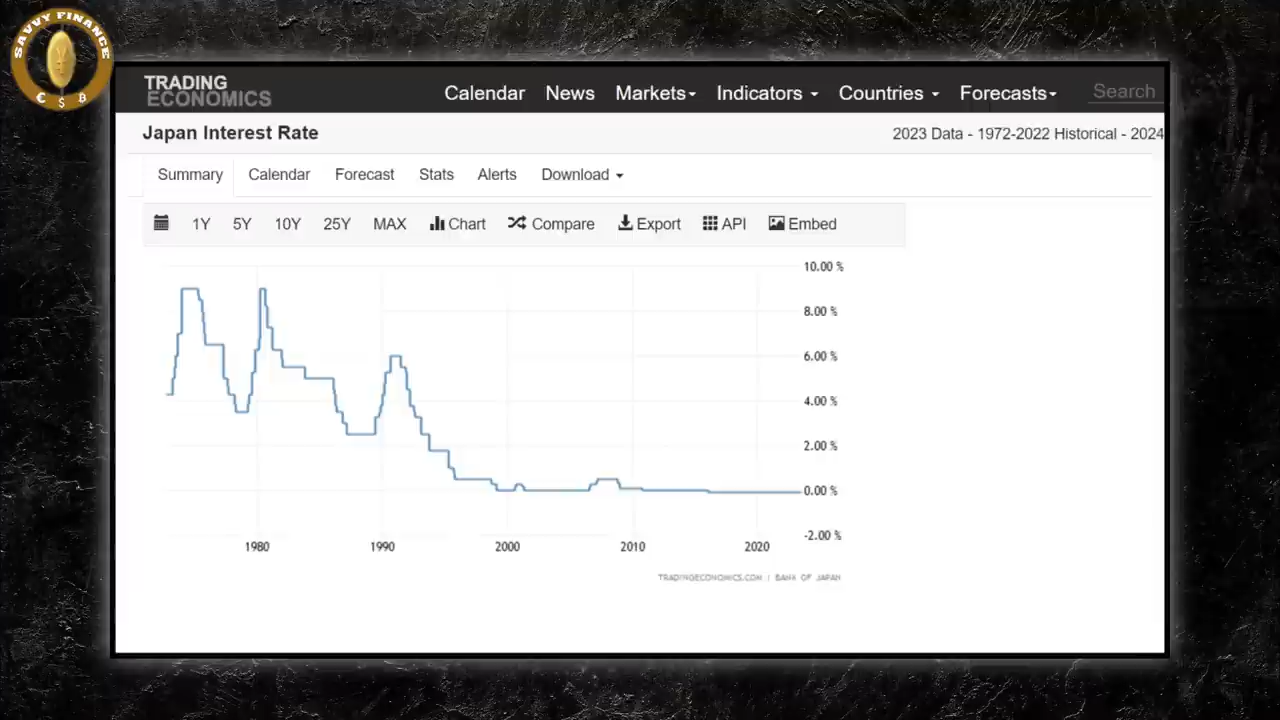 SAVVY FINANCE
€ $ B
TRADING
ECONOMICS
Calendar News Markets Indicators Countries Forecasts Search
Japan Interest Rate
2023 Data - 1972-2022 Historical - 2024
Summary Calendar Forecast Stats Alerts Download
1Y 5Y 10Y 25Y MAX Chart Compare Export API Embed
10.00 %
8.00 %
6.00 %
4.00 %
2.00 %
0.00 %
-2.00 %
1980 1990 2000 2010 2020
TRADINGECONOMICS.COM | BANK OF JAPAN